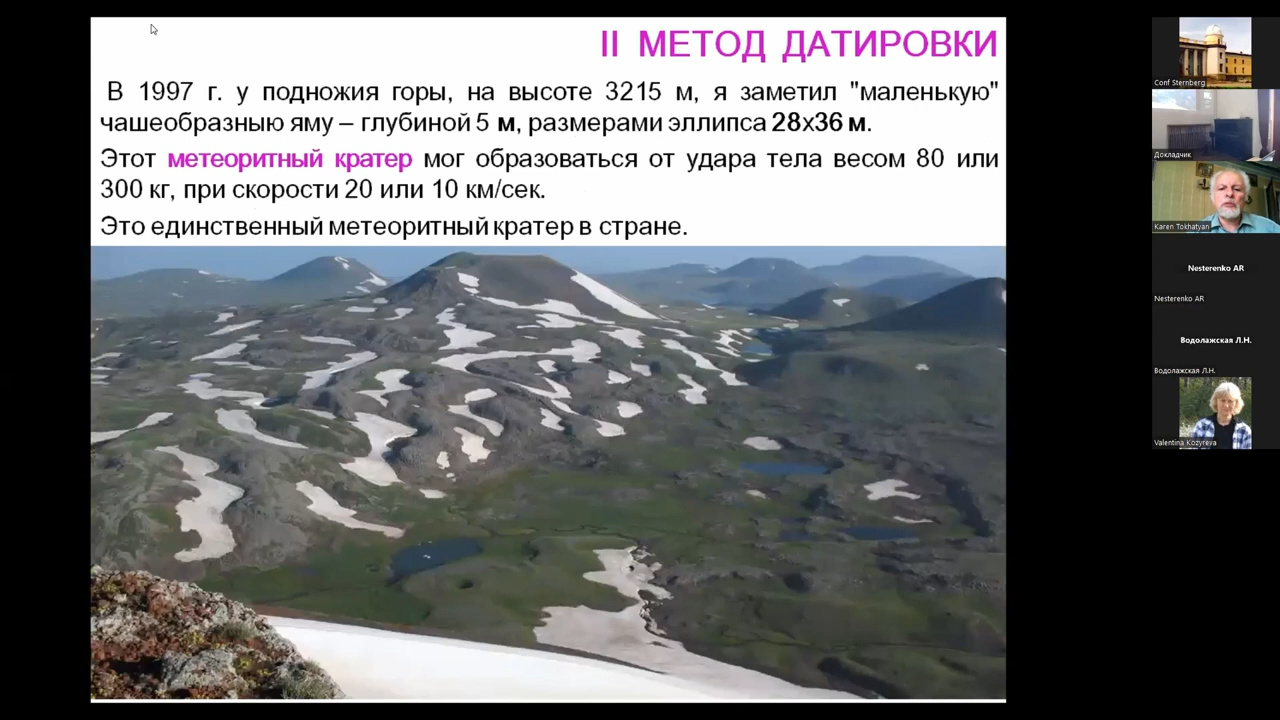 II МЕТОД ДАТИРОВКИ
В 1997 г. у подножия горы, на высоте 3215 м, я заметил "маленькую"
чашеобразныю яму – глубиной 5 м, размерами эллипса 28x36 м.
Этот метеоритный кратер мог образоваться от удара тела весом 80 или
300 кг, при скорости 20 или 10 км/сек.
Это единственный метеоритный кратер в стране.
Conf Sternberg
Докладчик
Karen Tokhatyan
Nesterenko AR
Nesterenko AR
Водолажская Л.Н.
Водолажская Л.Н.
Valentina Kozyreva